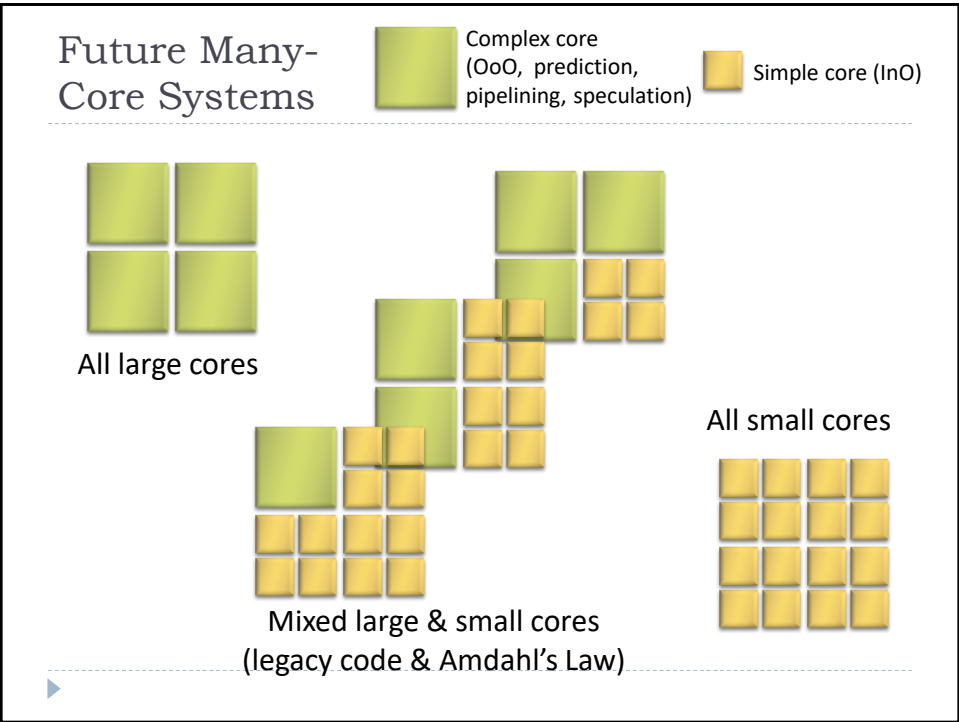 Future Many-
Core Systems
Complex core
(OoO, prediction,
pipelining, speculation)
Simple core (InO)
All large cores
All small cores
Mixed large & small cores
(legacy code & Amdahl’s Law)